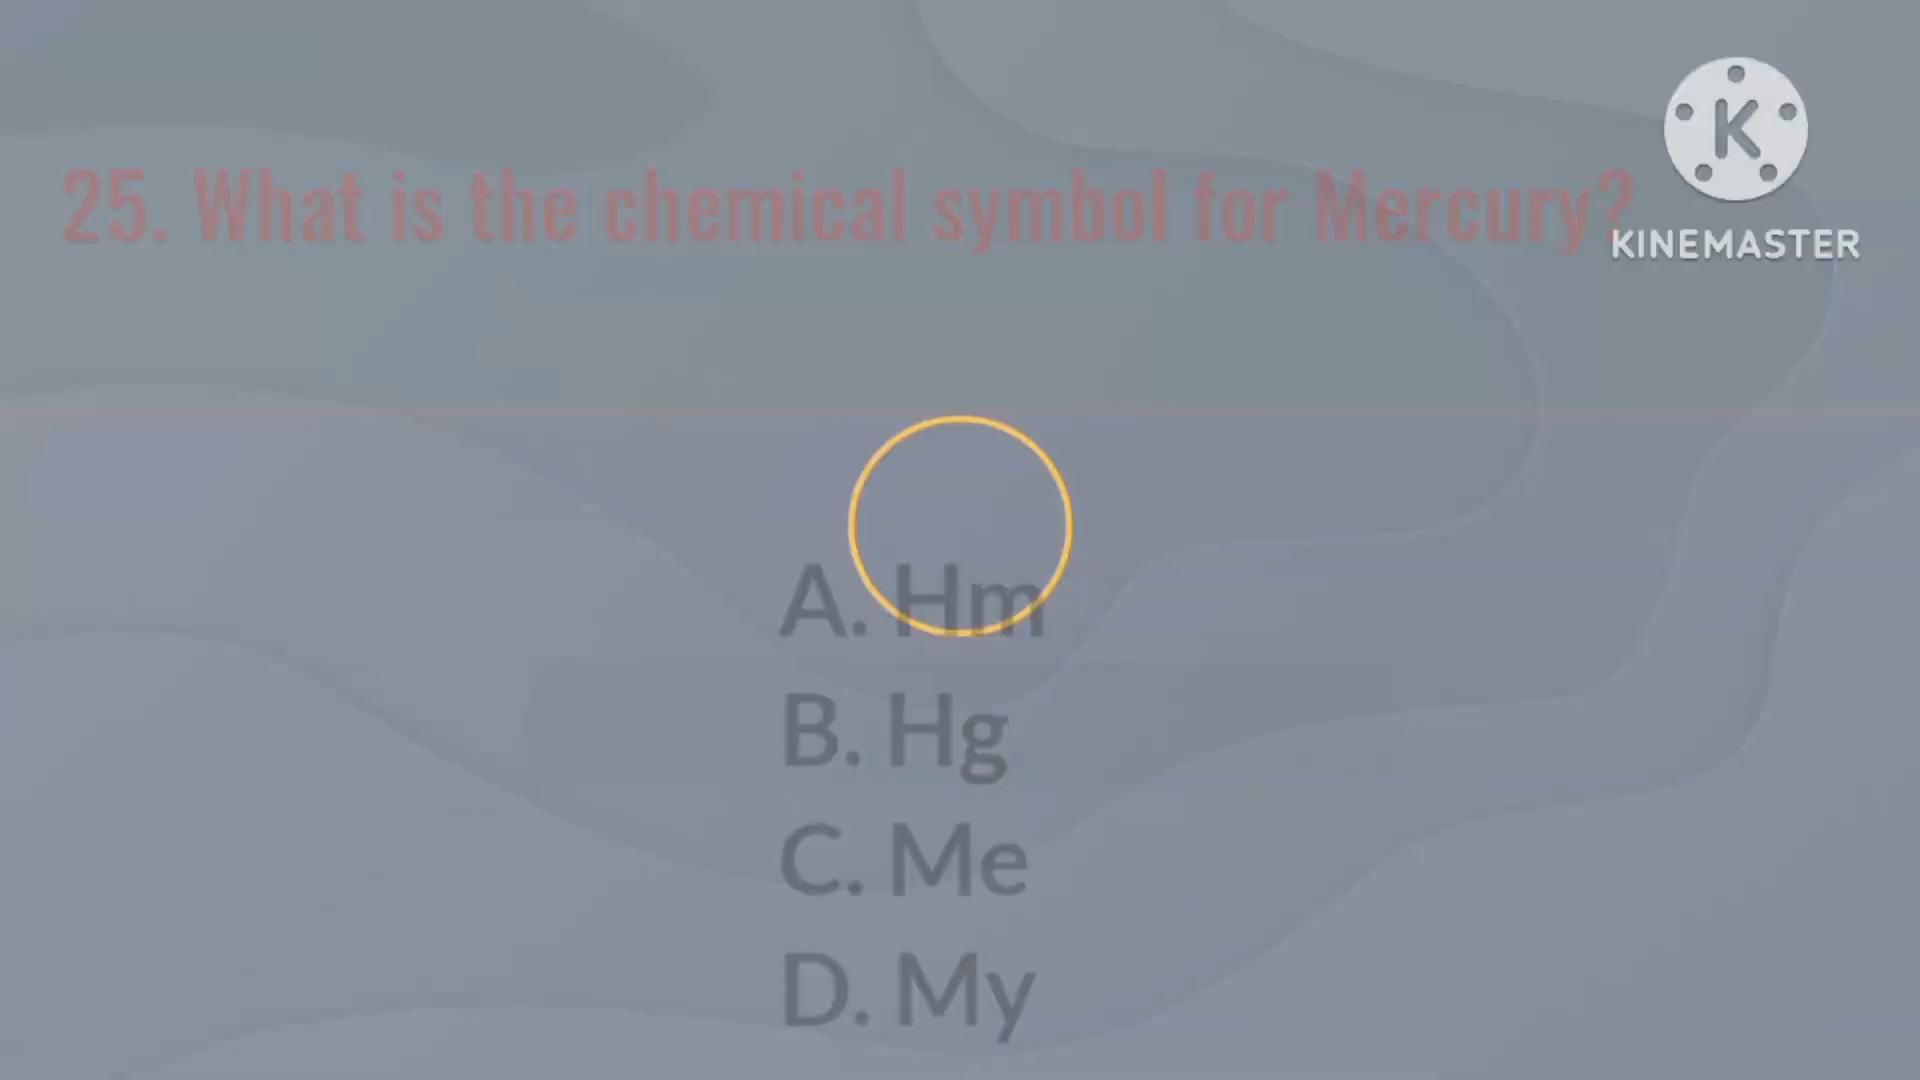 25. What is the chemical symbol for Mercury?
K
KINEMASTER
A. Hm
B. Hg
C. Me
D. My